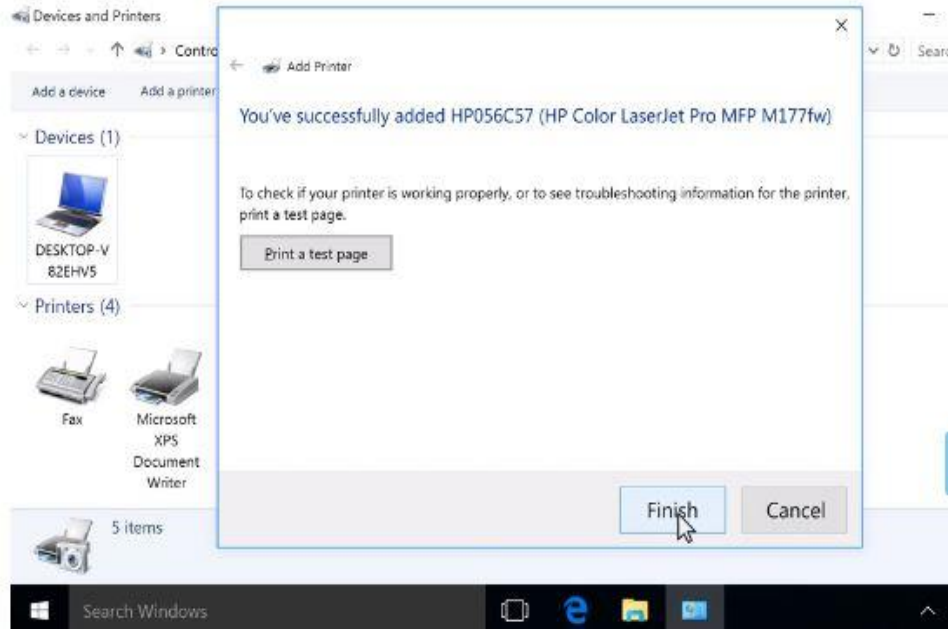 Devices and Printers
Contro
Sear
Add a device
Add a printer
Devices (1)
DESKTOP-V
82EHV5
Printers (4)
Fax
Microsoft
XPS
Document
Writer
5 items
Add Printer
You've successfully added HP056C57 (HP Color LaserJet Pro MFP M177fw)
To check if your printer is working properly, or to see troubleshooting information for the printer,
print a test page.
Print a test page
Finish
Cancel
Search Windows